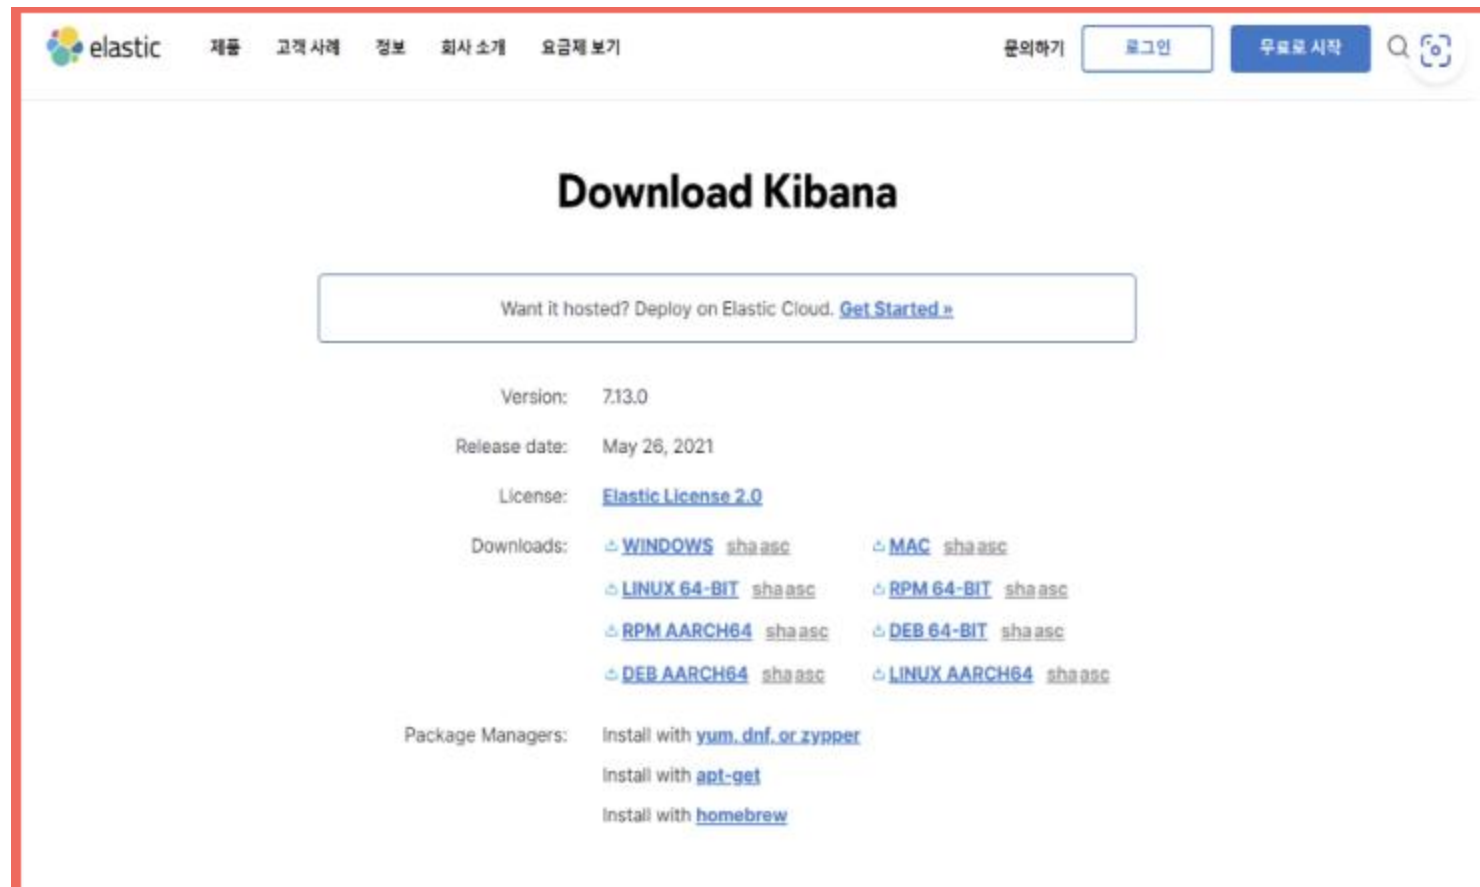 elastic 제품 고객 사례 정보 회사 소개 요금제 보기 문의하기 로그인 무료로 시작
Download Kibana
Want it hosted? Deploy on Elastic Cloud. Get Started »
Version: 7.13.0
Release date: May 26, 2021
License: Elastic License 2.0
Downloads: WINDOWS sha asc MAC sha asc
LINUX 64-BIT sha asc RPM 64-BIT sha asc
RPM AARCH64 sha asc DEB 64-BIT sha asc
DEB AARCH64 sha asc LINUX AARCH64 sha asc
Package Managers: Install with yum, dnf, or zypper
Install with apt-get
Install with homebrew